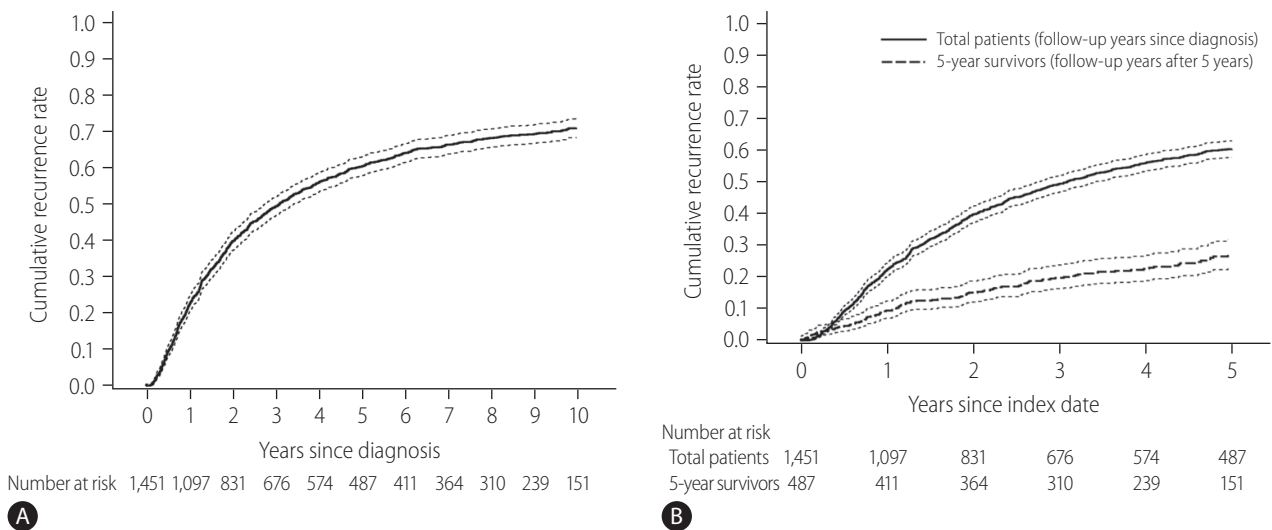 1.0
0.9
0.8
0.7
0.6
0.5
0.4
0.3
0.2
0.1
0.0
Cumulative recurrence rate
0 1 2 3 4 5 6 7 8 9 10
Years since diagnosis
Number at risk 1,451 1,097 831 676 574 487 411 364 310 239 151
A
1.0
0.9
0.8
0.7
0.6
0.5
0.4
0.3
0.2
0.1
0.0
Cumulative recurrence rate
Total patients (follow-up years since diagnosis)
5-year survivors (follow-up years after 5 years)
0 1 2 3 4 5
Years since index date
Number at risk
Total patients 1,451 1,097 831 676 574 487
5-year survivors 487 411 364 310 239 151
B